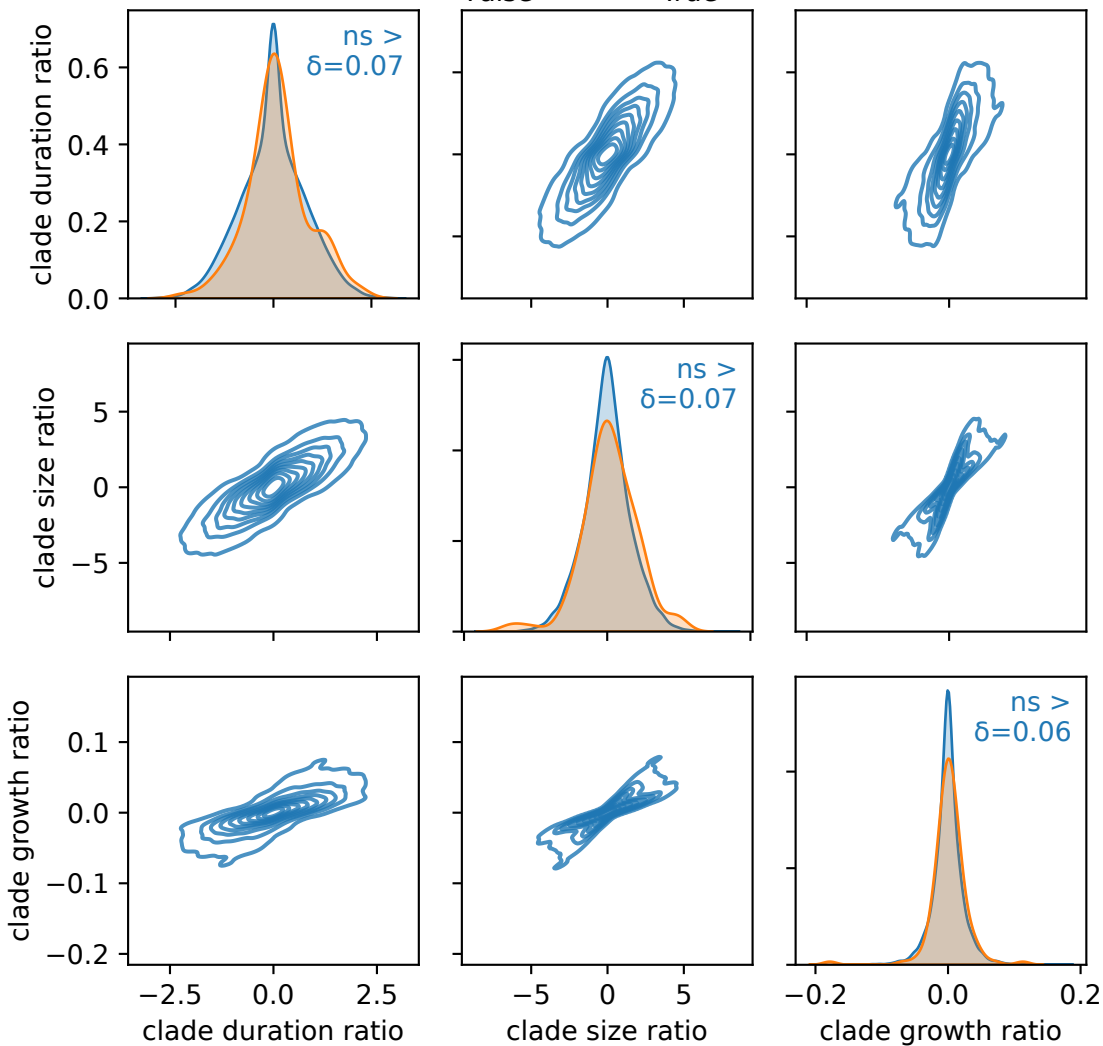 False True
clade duration ratio
0.6
0.4
0.2
0.0
ns >
δ=0.07
clade size ratio
5
0
−5
ns >
δ=0.07
clade growth ratio
0.1
0.0
−0.1
−0.2
ns >
δ=0.06
−2.5 0.0 2.5
−5 0 5
−0.2 0.0 0.2
clade duration ratio
clade size ratio
clade growth ratio